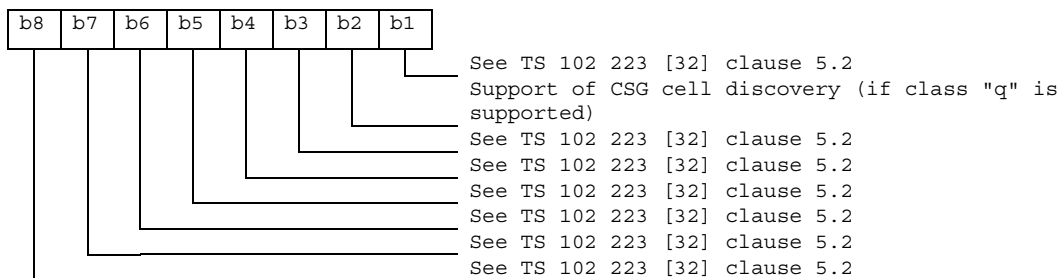 b8 b7 b6 b5 b4 b3 b2 b1
See TS 102 223 [32] clause 5.2
Support of CSG cell discovery (if class "q" is
supported)
See TS 102 223 [32] clause 5.2
See TS 102 223 [32] clause 5.2
See TS 102 223 [32] clause 5.2
See TS 102 223 [32] clause 5.2
See TS 102 223 [32] clause 5.2
See TS 102 223 [32] clause 5.2